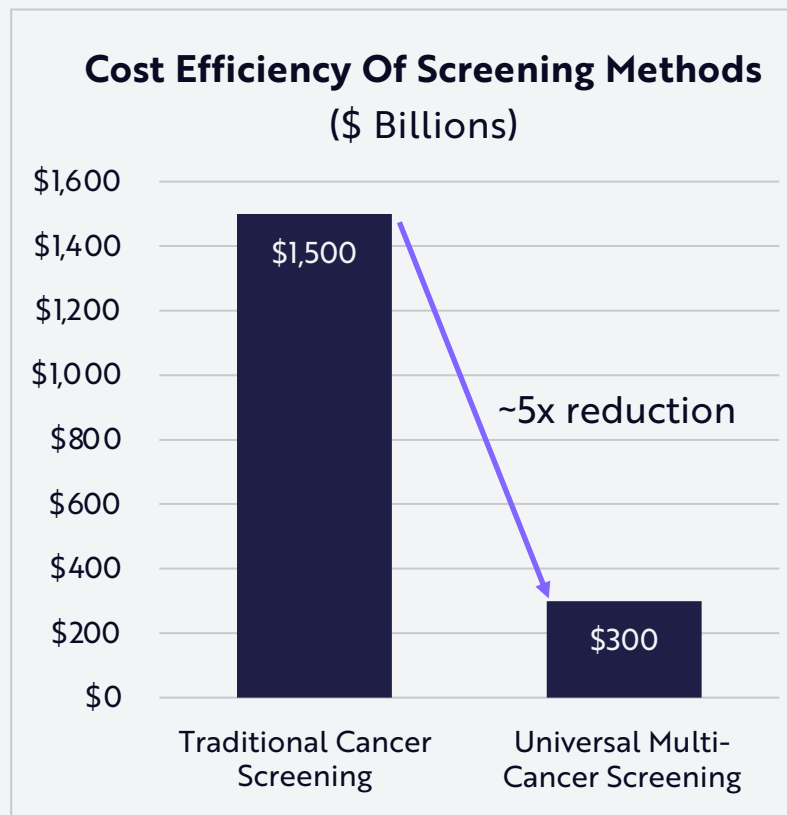 Cost Efficiency Of Screening Methods
($ Billions)
$1,600
$1,400
$1,200
$1,000
$800
$600
$400
$200
$0
$1,500
~5x reduction
$300
Traditional Cancer
Screening
Universal Multi-
Cancer Screening